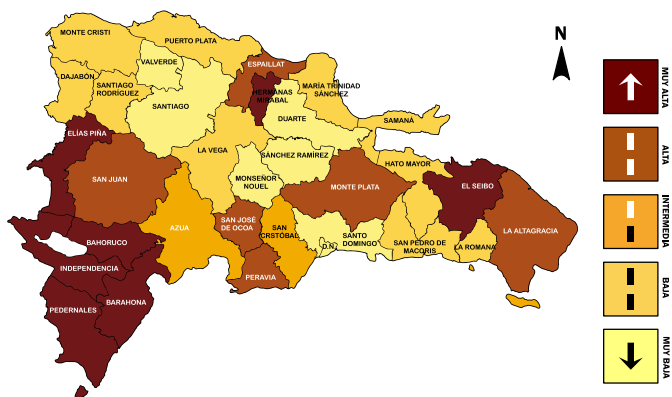 MONTE CRISTI
PUERTO PLATA
N
VALVERDE
ESPAILLAT
DAJABÓN
SANTIAGO
RODRÍGUEZ
HERMANAS
MIRABAL
MARÍA TRINIDAD
SÁNCHEZ
SANTIAGO
DUARTE
SAMANÁ
ELÍAS PIÑA
LA VEGA
SÁNCHEZ RAMÍREZ
HATO MAYOR
SAN JUAN
MONSEÑOR
NOUEL
MONTE PLATA
EL SEIBO
AZUA
SAN JOSÉ
DE OCOA
SAN
CRSTÓBAL
SANTO
DOMINGO
D.N.
SAN PEDRO DE
MACORIS
LA ROMANA
LA ALTAGRACIA
BAHORUCO
INDEPENDENCIA
PERAVIA
BARAHONA
PEDERNALES
MUY ALTA
ALTA
INTERMEDIA
BAJA
MUY BAJA